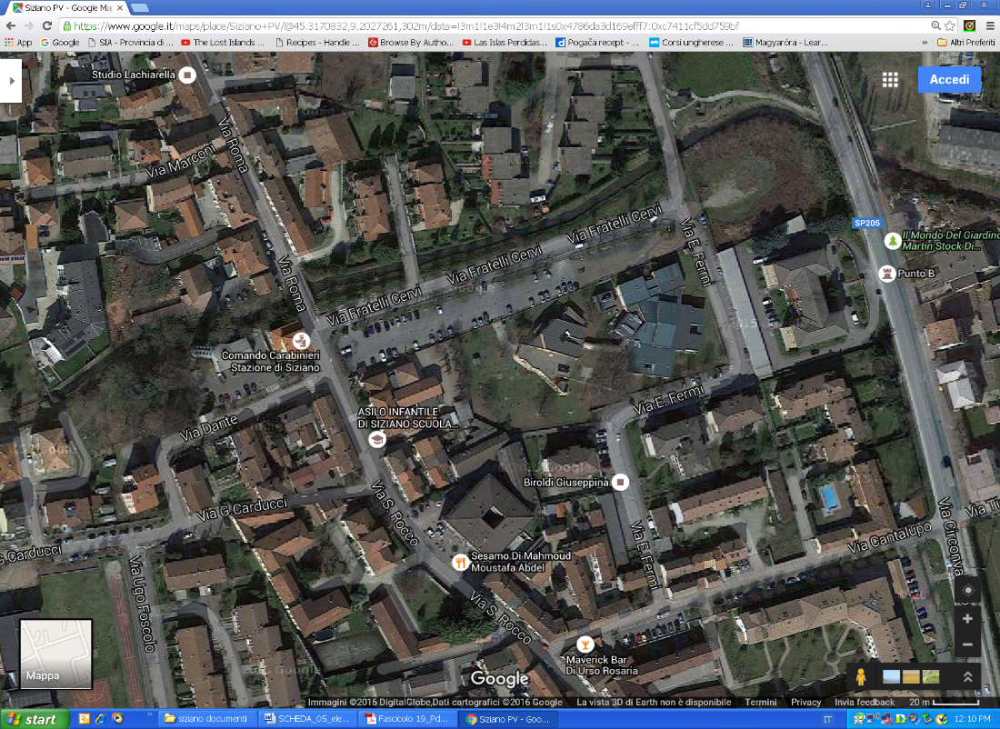 Siziano PV - Google Ma
https://www.google.it/maps/place/Siziano+PV/@45.3170832,9.2027261,302m/data=!3m1!1e3!4m2!3m1!1s0x4786da3d169efff7:0xc7411cf5dd759bf
App Google SIA - Provincia di ... The Lost Islands ... Recipes - Handle ... Browse By Autho... Las Islas Perdidas... Pogača recept - ... Corsi ungherese ... Magyaróra - Lear... » Altri Preferiti
Studio Lachiarella
Accedi
Via Roma
Via Marconi
Via Fratelli Cervi
SP205
Via E. Fermi
Il Mondo Del Giardino
Martin Stock Di...
Via Fratelli Cervi
Punto B
Via Roma
Via Fratelli Cervi
Comando Carabinieri
Stazione di Siziano
Via E. Fermi
ASILO INFANTILE
DI SIZIANO SCUOLA...
Via Dante
Biroldi Giuseppina
Via G.Carducci
Via S. Rocco
Via Cantalupo
Via Circonva
Via Ti
G.Carducci
Sesamo Di Mahmoud
Moustafa Abdel
Via E. Fermi
Via Ugo Foscolo
Via S. Rocco
Maverick Bar
Di Urso Rosaria
Mappa
Google
Immagini ©2016 DigitalGlobe,Dati cartografici ©2016 Google La vista 3D di Earth non è disponibile Termini Privacy Invia feedback 20 m
start siziano documenti SCHEDA_05_ele... Fascicolo 19_Pd... Siziano PV - Goo... IT 12:10 PM